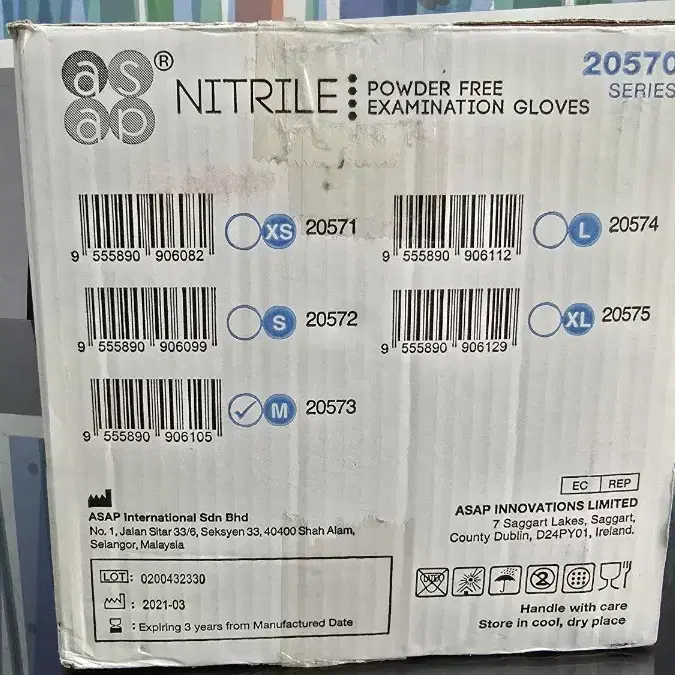 as ap ®
NITRILE POWDER FREE EXAMINATION GLOVES
20570
SERIES
9 555890 906082 XS 20571
9 555890 906112 L 20574
9 555890 906099 S 20572
9 555890 906129 XL 20575
9 555890 906105 M 20573
ASAP International Sdn Bhd
No. 1, Jalan Sitar 33/6, Seksyen 33, 40400 Shah Alam,
Selangor, Malaysia
EC REP
ASAP INNOVATIONS LIMITED
7 Saggart Lakes, Saggart,
County Dublin, D24PY01, Ireland.
LOT: 0200432330
: 2021-03
: Expiring 3 years from Manufactured Date
Handle with care
Store in cool, dry place